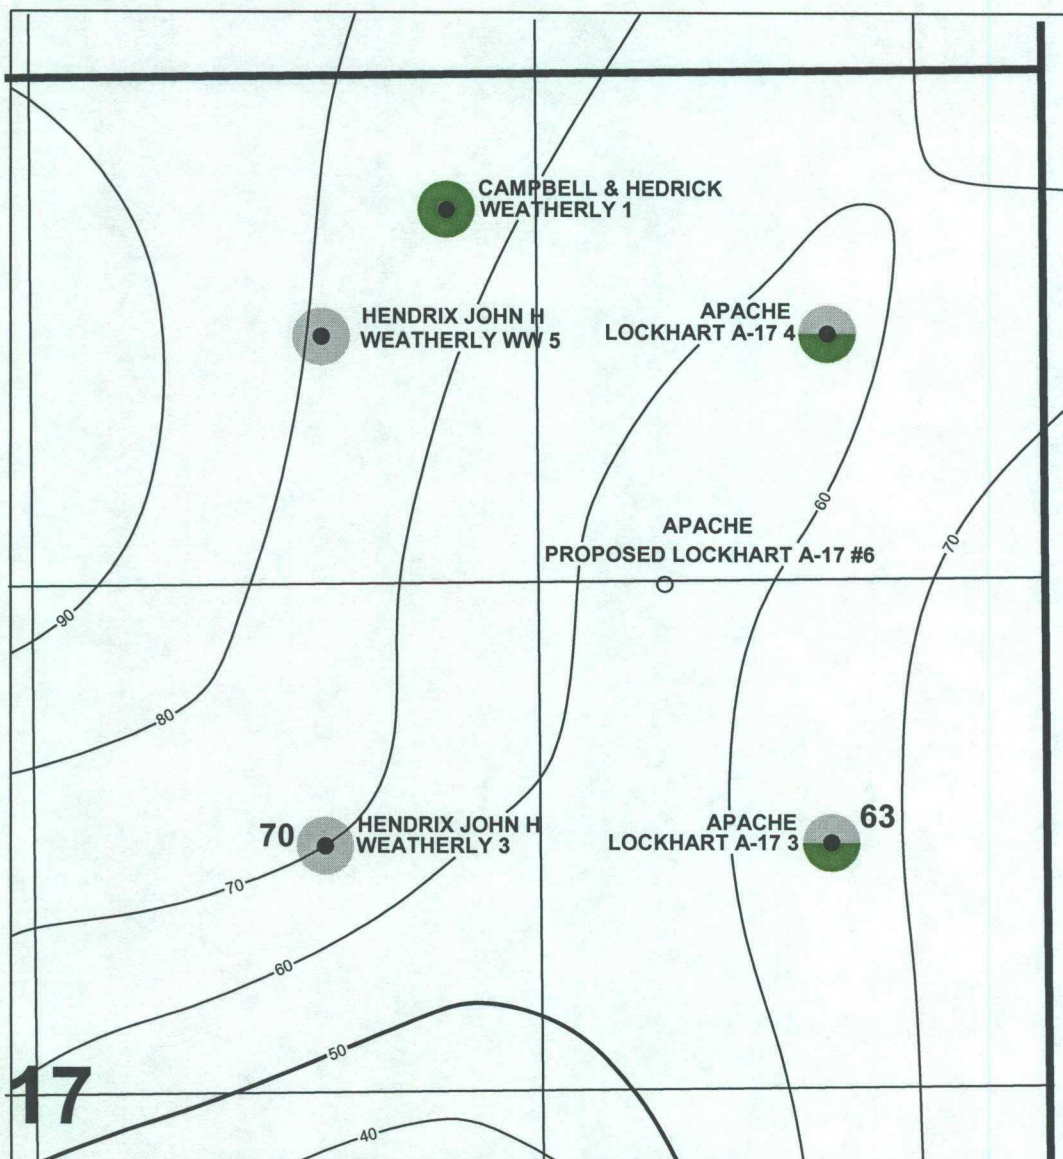 CAMPBELL & HEDRICK
WEATHERLY 1
HENDRIX JOHN H
WEATHERLY WW 5
APACHE
LOCKHART A-17 4
60
APACHE
PROPOSED LOCKHART A-17 #6
70
90
80
70
HENDRIX JOHN H
WEATHERLY 3
APACHE
LOCKHART A-17 3
63
70
60
50
17
40